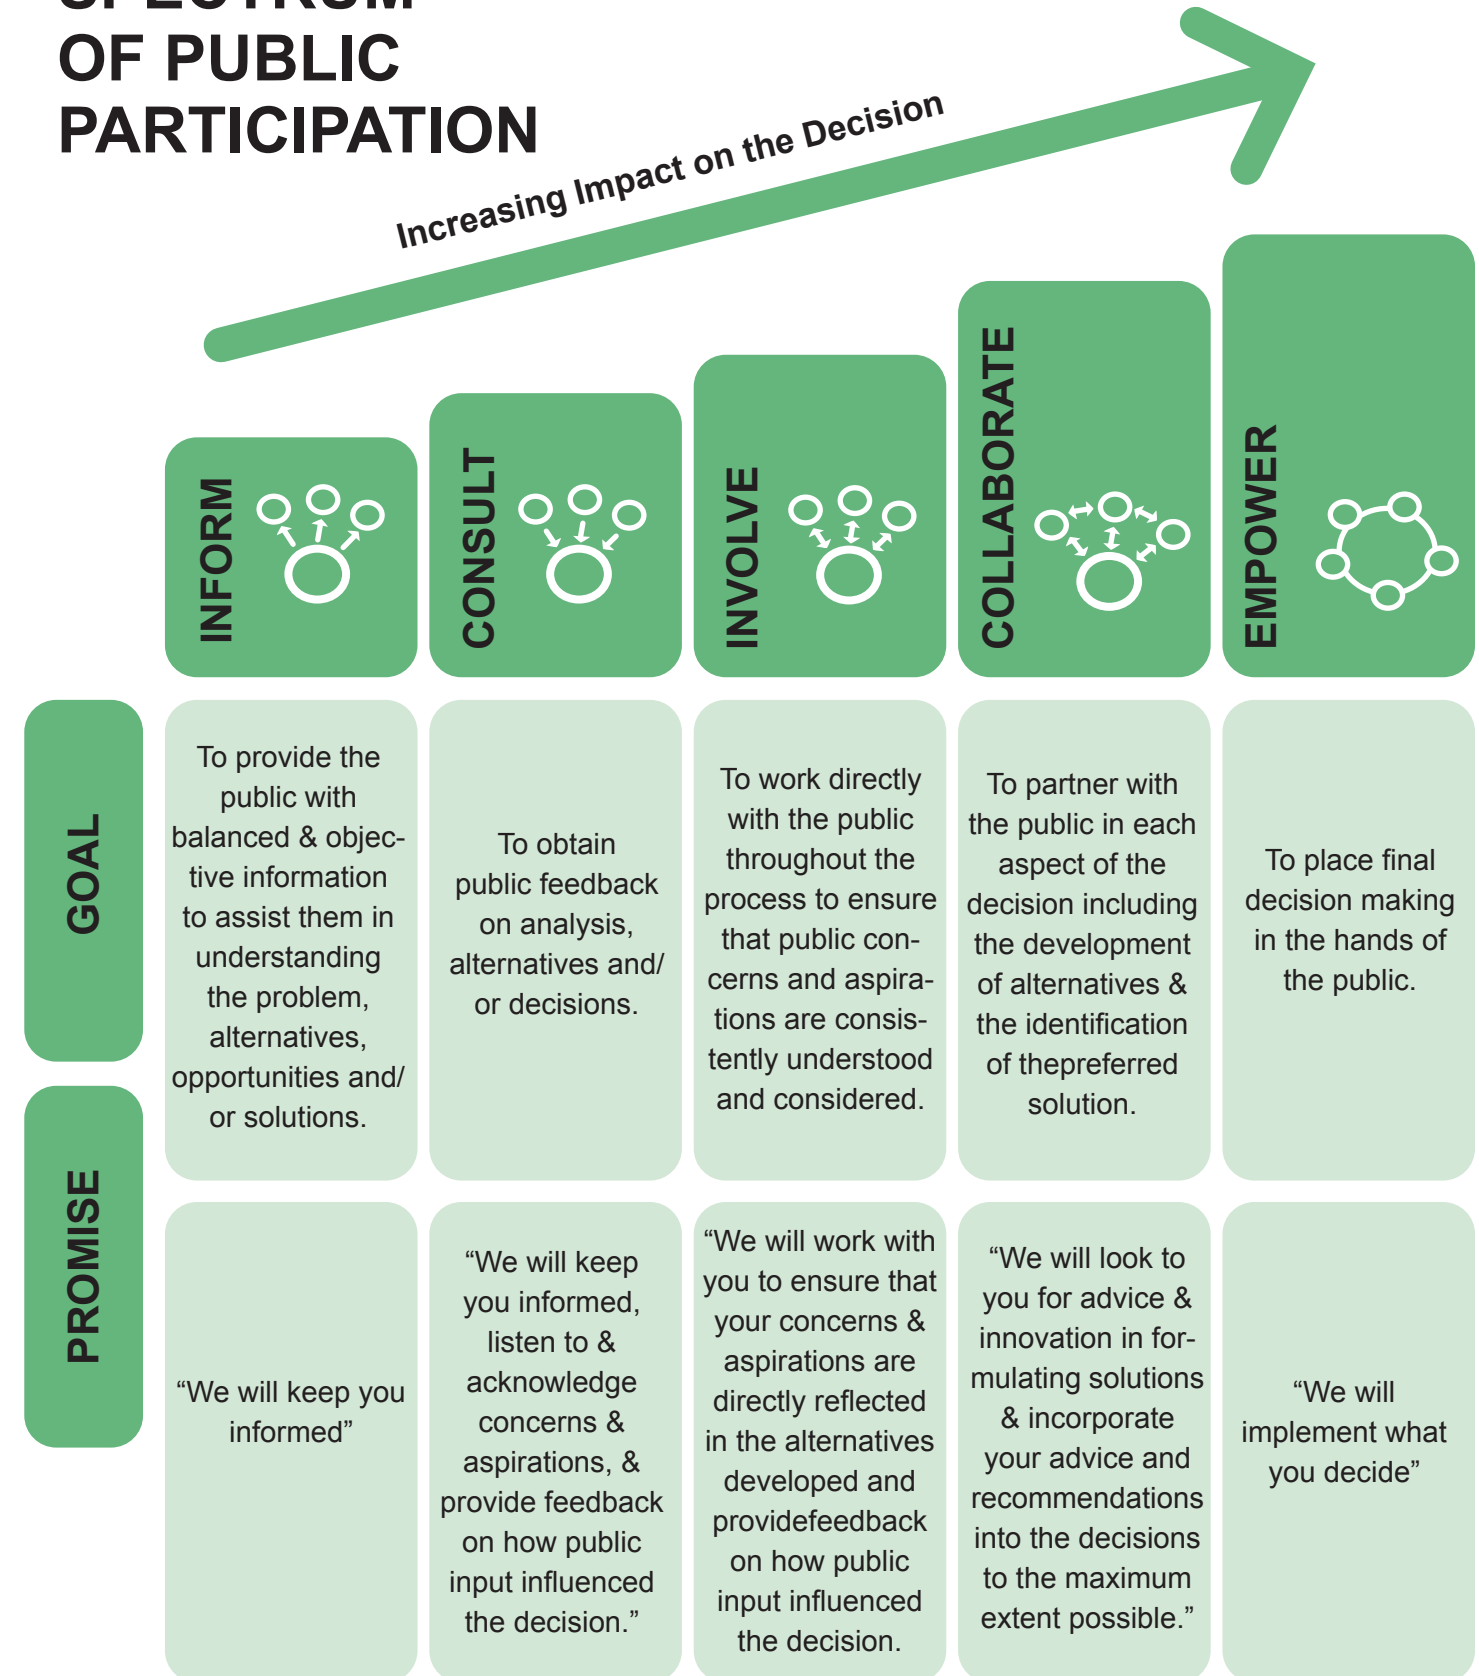 SPECTRUM
OF PUBLIC
PARTICIPATION
Increasing Impact on the Decision
INFORM
CONSULT
INVOLVE
COLLABORATE
EMPOWER
GOAL
To provide the
public with
balanced & objec-
tive information
to assist them in
understanding
the problem,
alternatives,
opportunities and/
or solutions.
To obtain
public feedback
on analysis,
alternatives and/
or decisions.
To work directly
with the public
throughout the
process to ensure
that public con-
cerns and aspira-
tions are consis-
tently understood
and considered.
To partner with
the public in each
aspect of the
decision including
the development
of alternatives &
the identification
of thepreferred
solution.
To place final
decision making
in the hands of
the public.
PROMISE
“We will keep you
informed”
“We will keep
you informed,
listen to &
acknowledge
concerns &
aspirations, &
provide feedback
on how public
input influenced
the decision.”
“We will work with
you to ensure that
your concerns &
aspirations are
directly reflected
in the alternatives
developed and
providefeedback
on how public
input influenced
the decision.
“We will look to
you for advice &
innovation in for-
mulating solutions
& incorporate
your advice and
recommendations
into the decisions
to the maximum
extent possible.”
“We will
implement what
you decide”